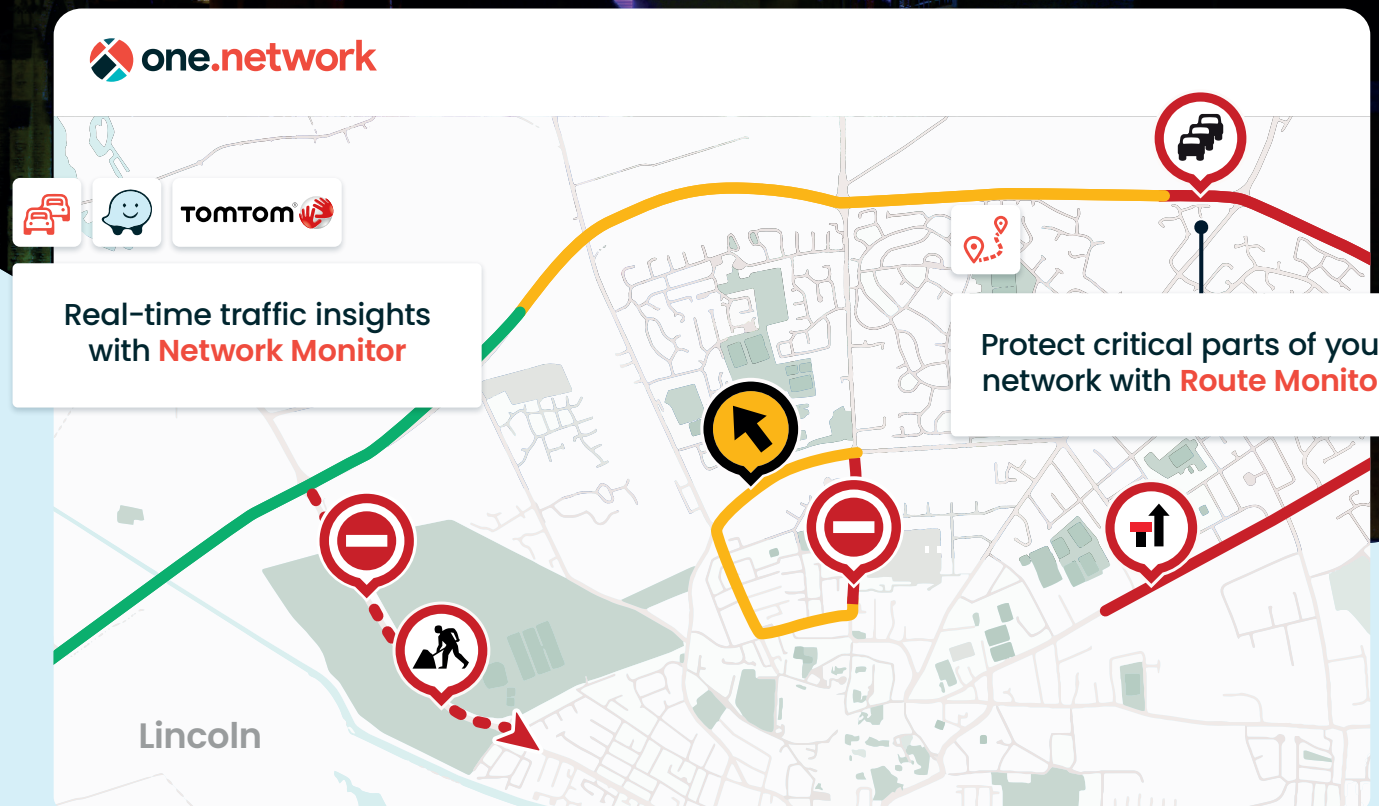 one.network
TOMTOM
Real-time traffic insights
with Network Monitor
Protect critical parts of you
network with Route Monito
Lincoln